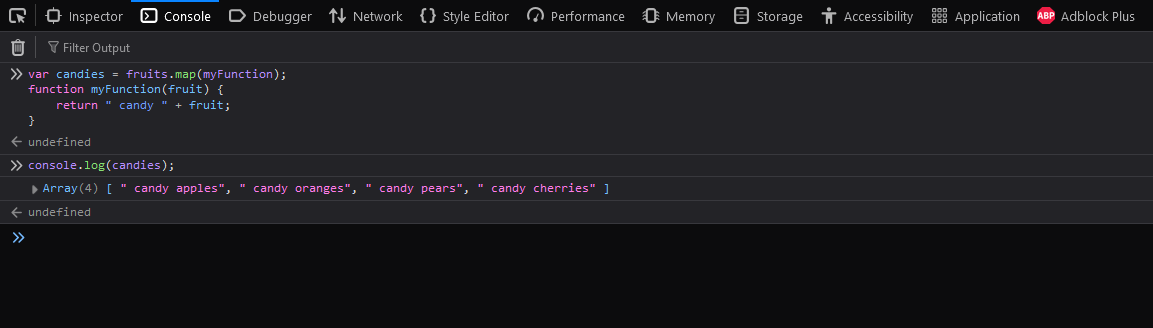 Inspector Console Debugger Network {} Style Editor Performance Memory Storage Accessibility Application ABP Adblock Plus
Filter Output
var candies = fruits.map(myFunction);
function myFunction(fruit) {
    return " candy " + fruit;
}
undefined
console.log(candies);
Array(4) [ " candy apples", " candy oranges", " candy pears", " candy cherries" ]
undefined